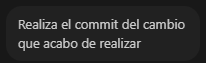 Realiza el commit del cambio
que acabo de realizar